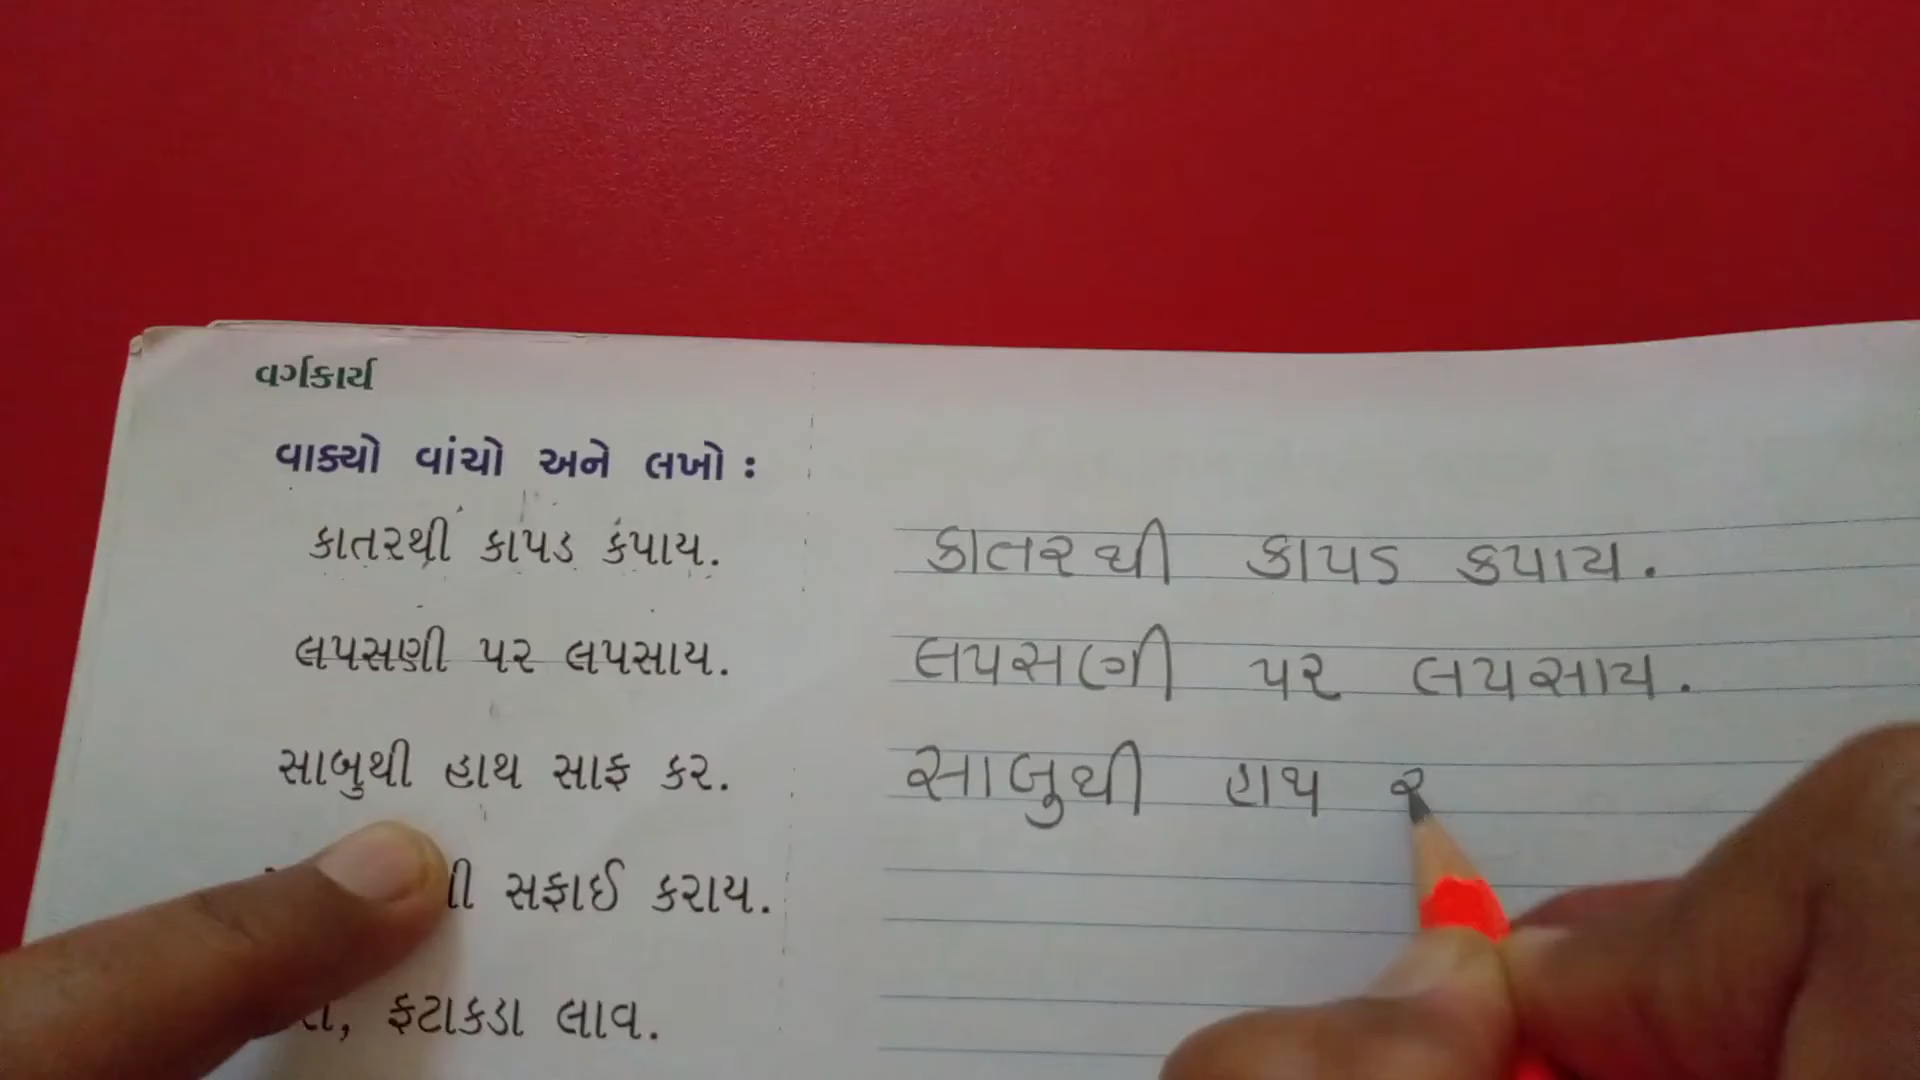 વર્ગકાર્ય
વાક્યો વાંચો અને લખો :
કાતરથી કાપડ કપાય. કાતરથી કાપડ કપાય.
લપસણી પર લપસાય. લપસણી પર લપસાય.
સાબુથી હાથ સાફ કર. સાબુથી હાથ
સફાઈ કરાય.
ફટાકડા લાવ.